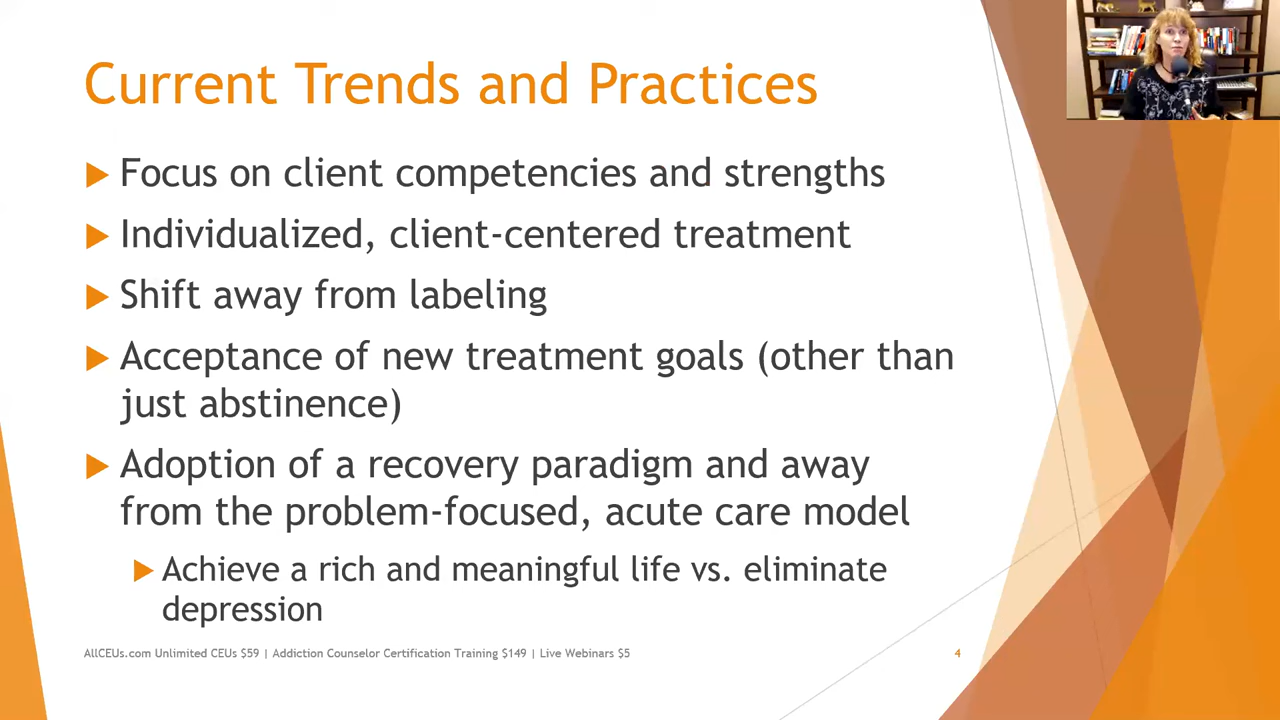 Current Trends and Practices
Focus on client competencies and strengths
Individualized, client-centered treatment
Shift away from labeling
Acceptance of new treatment goals (other than
just abstinence)
Adoption of a recovery paradigm and away
from the problem-focused, acute care model
Achieve a rich and meaningful life vs. eliminate
depression
AllCEUs.com Unlimited CEUs $59 | Addiction Counselor Certification Training $149 | Live Webinars $5
4